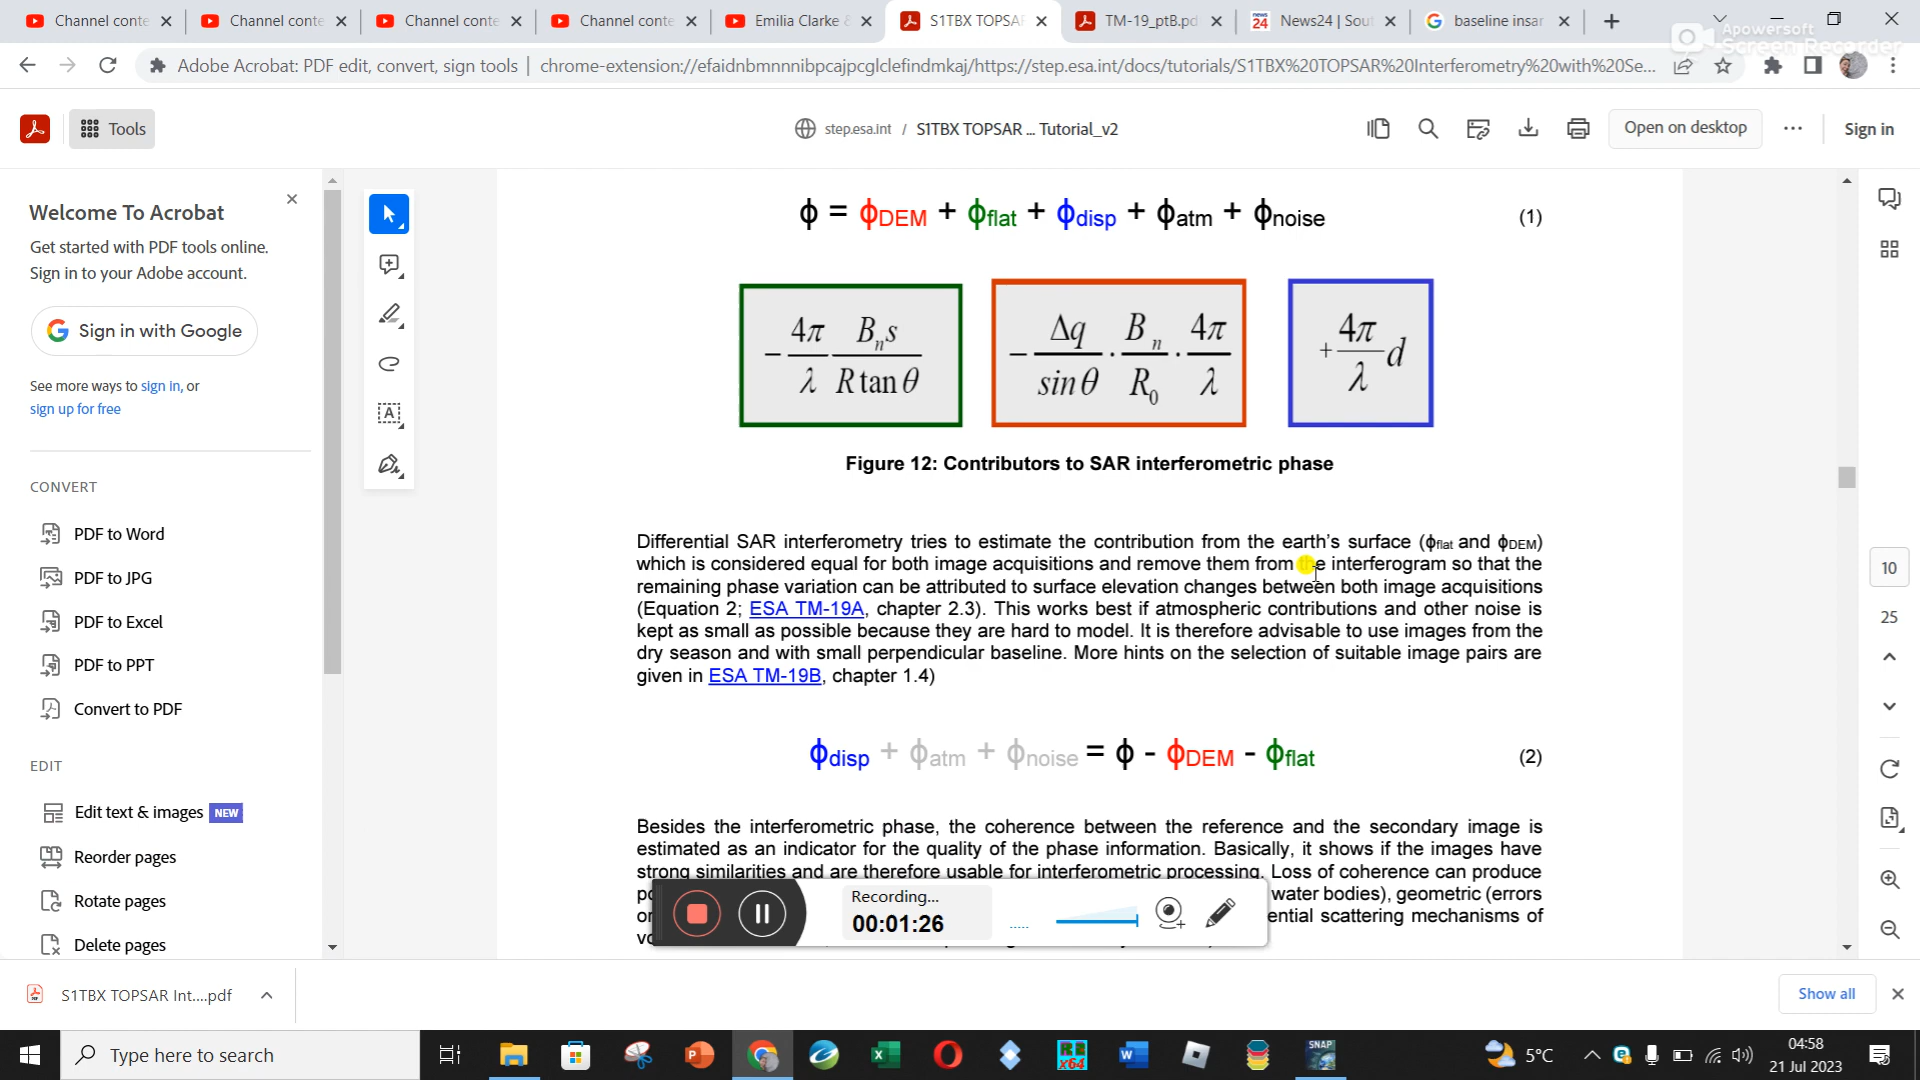 Channel conte
Channel conte
Channel conte
Channel conte
Emilia Clarke &
S1TBX TOPSAR
TM-19_ptB.pd
News24 | Sout
baseline insar
Apowersoft
Screen Recorder
Adobe Acrobat: PDF edit, convert, sign tools | chrome-extension://efaidnbmnnnibpcajpcglclefindmkaj/https://step.esa.int/docs/tutorials/S1TBX%20TOPSAR%20Interferometry%20with%20Se...
Tools
step.esa.int / S1TBX TOPSAR ... Tutorial_v2
Open on desktop
Sign in
Welcome To Acrobat
Get started with PDF tools online.
Sign in to your Adobe account.
Sign in with Google
See more ways to sign in, or
sign up for free
CONVERT
PDF to Word
PDF to JPG
PDF to Excel
PDF to PPT
Convert to PDF
EDIT
Edit text & images NEW
Reorder pages
Rotate pages
Delete pages
ϕ = ϕDEM + ϕflat + ϕdisp + ϕatm + ϕnoise (1)
− 4π/λ Bₙs/R tan θ
− Δq/sin θ · Bₙ/R₀ · 4π/λ
+ 4π/λ d
Figure 12: Contributors to SAR interferometric phase
Differential SAR interferometry tries to estimate the contribution from the earth's surface (ϕflat and ϕDEM)
which is considered equal for both image acquisitions and remove them from the interferogram so that the
remaining phase variation can be attributed to surface elevation changes between both image acquisitions
(Equation 2; ESA TM-19A, chapter 2.3). This works best if atmospheric contributions and other noise is
kept as small as possible because they are hard to model. It is therefore advisable to use images from the
dry season and with small perpendicular baseline. More hints on the selection of suitable image pairs are
given in ESA TM-19B, chapter 1.4)
ϕdisp + ϕatm + ϕnoise = ϕ - ϕDEM - ϕflat (2)
Besides the interferometric phase, the coherence between the reference and the secondary image is
estimated as an indicator for the quality of the phase information. Basically, it shows if the images have
strong similarities and are therefore usable for interferometric processing. Loss of coherence can produce
water bodies), geometric (errors
ential scattering mechanisms of
Recording...
00:01:26
10
25
S1TBX TOPSAR Int....pdf
Show all
Type here to search
SNAP
5°C
04:58
21 Jul 2023